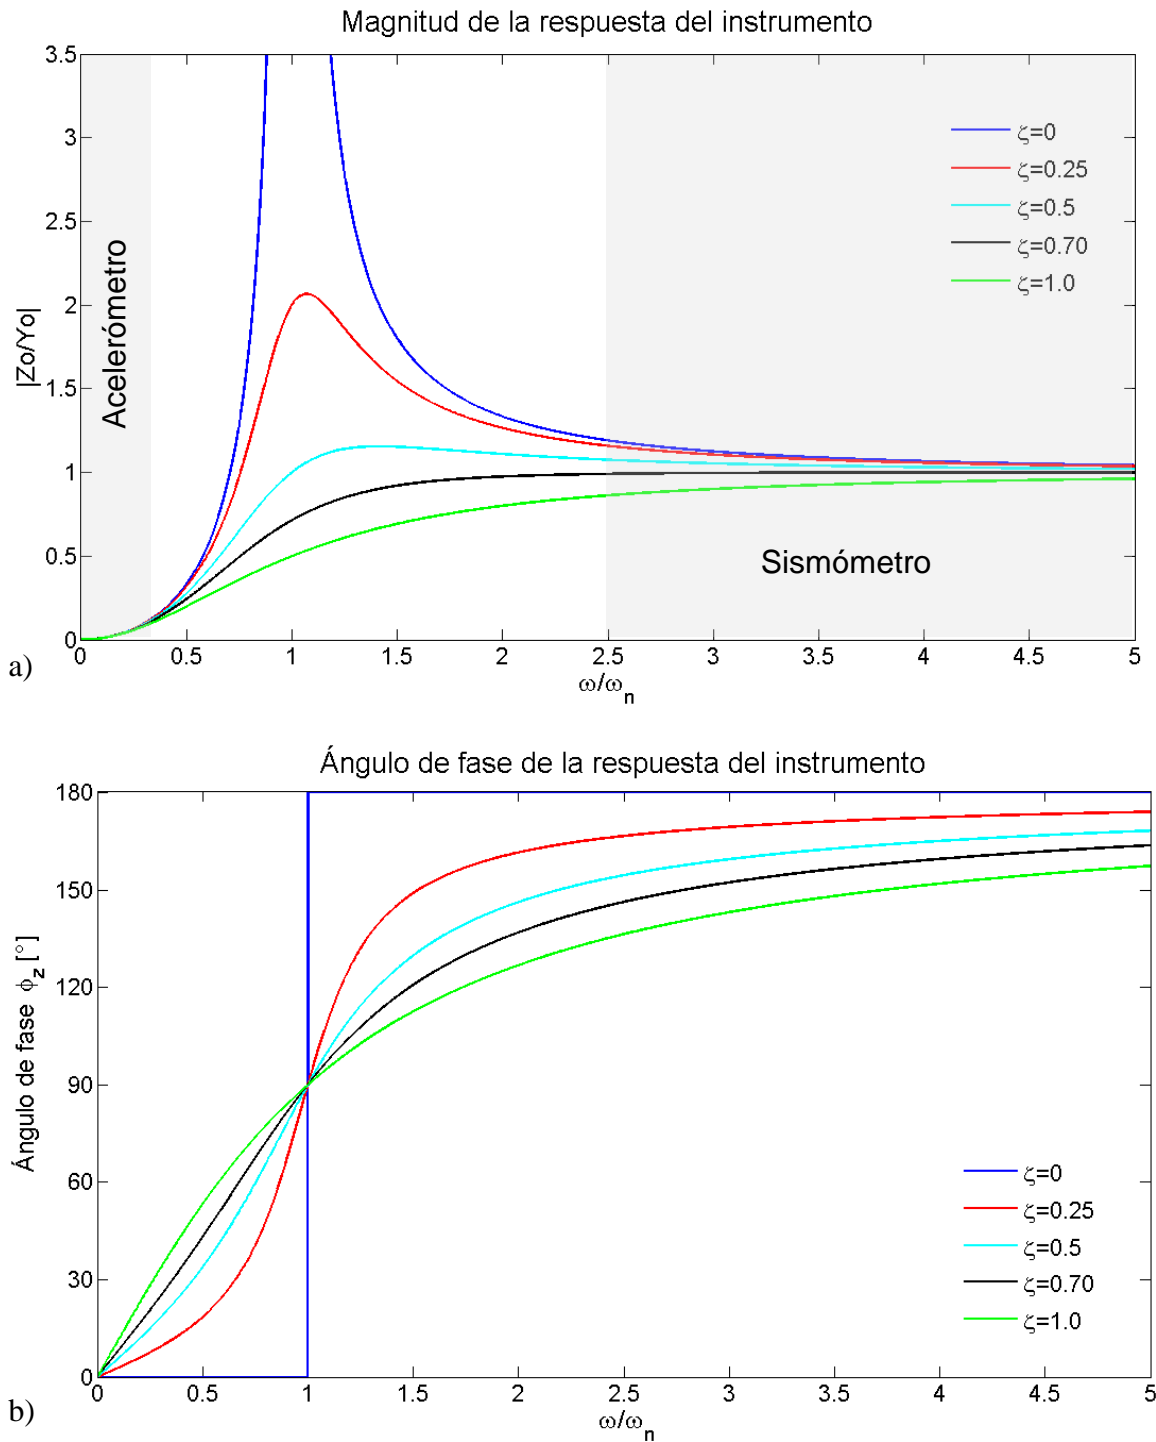 Magnitud de la respuesta del instrumento
3.5
3
2.5
2
1.5
1
0.5
0
|Zo/Yo|
Acelerómetro
ζ=0
ζ=0.25
ζ=0.5
ζ=0.70
ζ=1.0
Sismómetro
0 0.5 1 1.5 2 2.5 3 3.5 4 4.5 5
ω/ωn
a)
Ángulo de fase de la respuesta del instrumento
180
150
120
90
60
30
0
Ángulo de fase ϕz [°]
ζ=0
ζ=0.25
ζ=0.5
ζ=0.70
ζ=1.0
0 0.5 1 1.5 2 2.5 3 3.5 4 4.5 5
ω/ωn
b)